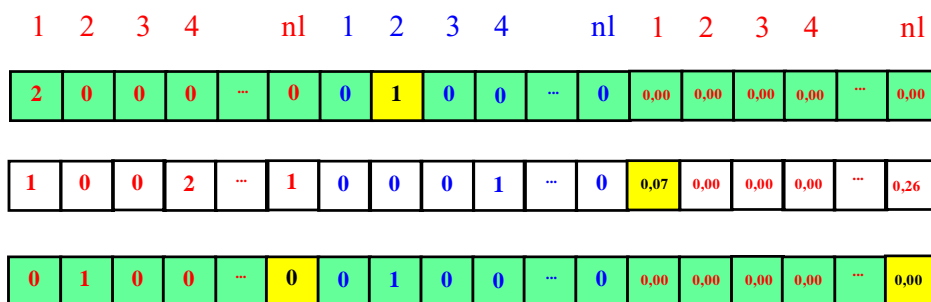 1 2 3 4 nl 1 2 3 4 nl 1 2 3 4 nl
2 0 0 0 ... 0 0 1 0 0 ... 0 0,00 0,00 0,00 0,00 ... 0,00
1 0 0 2 ... 1 0 0 0 1 ... 0 0,07 0,00 0,00 0,00 ... 0,26
0 1 0 0 ... 0 0 1 0 0 ... 0 0,00 0,00 0,00 0,00 ... 0,00